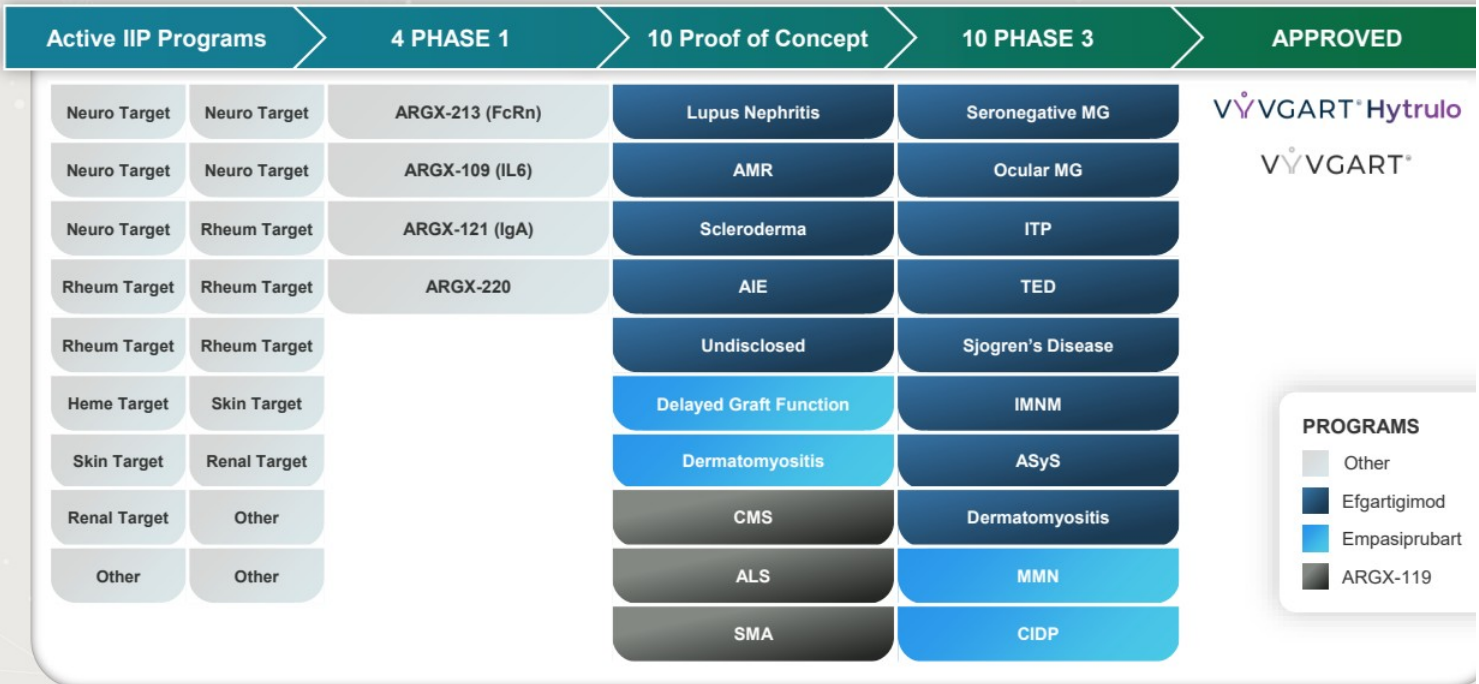 Active IIP Programs
4 PHASE 1
10 Proof of Concept
10 PHASE 3
APPROVED
Neuro Target Neuro Target ARGX-213 (FcRn) Lupus Nephritis Seronegative MG VYVGART® Hytrulo
Neuro Target Neuro Target ARGX-109 (IL6) AMR Ocular MG VYVGART®
Neuro Target Rheum Target ARGX-121 (IgA) Scleroderma ITP
Rheum Target Rheum Target ARGX-220 AIE TED
Rheum Target Rheum Target Undisclosed Sjogren’s Disease
Heme Target Skin Target Delayed Graft Function IMNM
Skin Target Renal Target Dermatomyositis ASyS
Renal Target Other CMS Dermatomyositis
Other Other ALS MMN
SMA CIDP
PROGRAMS
Other
Efgartigimod
Empasiprubart
ARGX-119